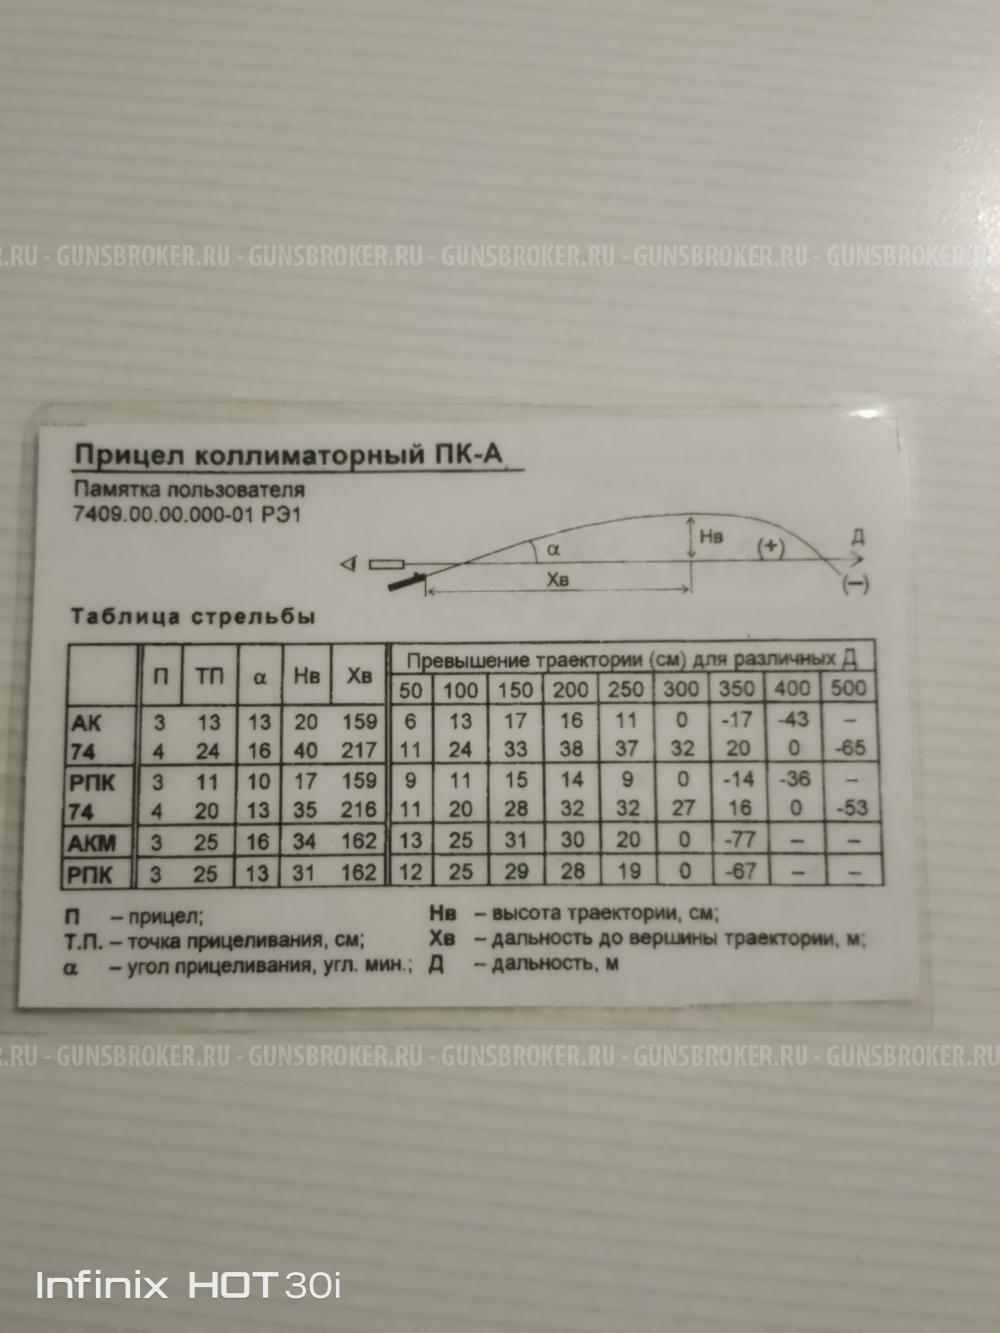 .RU - GUNSBROKER.RU - GUNSBROKER.RU - GUNSBROKER.RU - GUNSBROKER.RU - GUNSBROKER
Прицел коллиматорный ПК-А
Памятка пользователя
7409.00.00.000-01 РЭ1
Нв (+) Д
α
Хв (−)
Таблица стрельбы
П ТП α Нв Хв Превышение траектории (см) для различных Д
50 100 150 200 250 300 350 400 500
АК 3 13 13 20 159 6 13 17 16 11 0 -17 -43 –
74 4 24 16 40 217 11 24 33 38 37 32 20 0 -65
РПК 3 11 10 17 159 9 11 15 14 9 0 -14 -36 –
74 4 20 13 35 216 11 20 28 32 32 27 16 0 -53
АКМ 3 25 16 34 162 13 25 31 30 20 0 -77 – –
РПК 3 25 13 31 162 12 25 29 28 19 0 -67 – –
П – прицел; Нв – высота траектории, см;
Т.П. – точка прицеливания, см; Хв – дальность до вершины траектории, м;
α – угол прицеливания, угл. мин.; Д – дальность, м
.RU - GUNSBROKER.RU - GUNSBROKER.RU - GUNSBROKER.RU - GUNSBROKER.RU - GUNSBROKER
Infinix HOT 30i